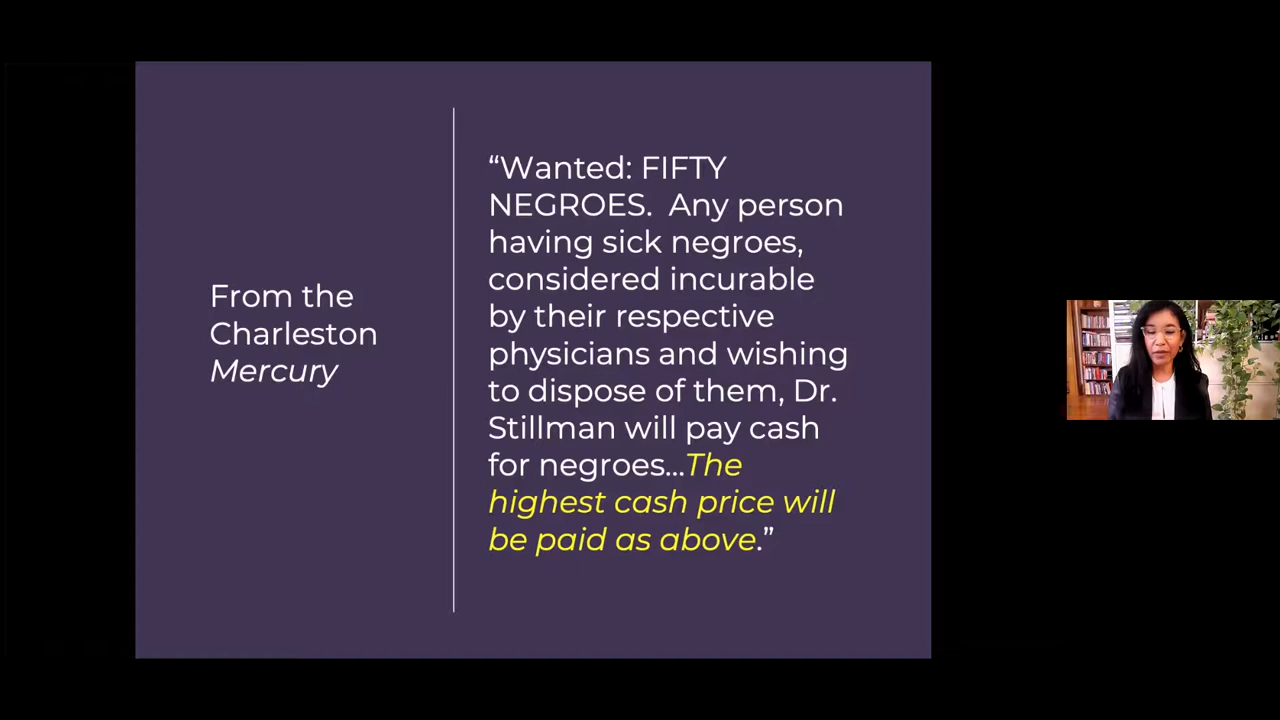 From the
Charleston
Mercury
“Wanted: FIFTY
NEGROES.  Any person
having sick negroes,
considered incurable
by their respective
physicians and wishing
to dispose of them, Dr.
Stillman will pay cash
for negroes...The
highest cash price will
be paid as above.”